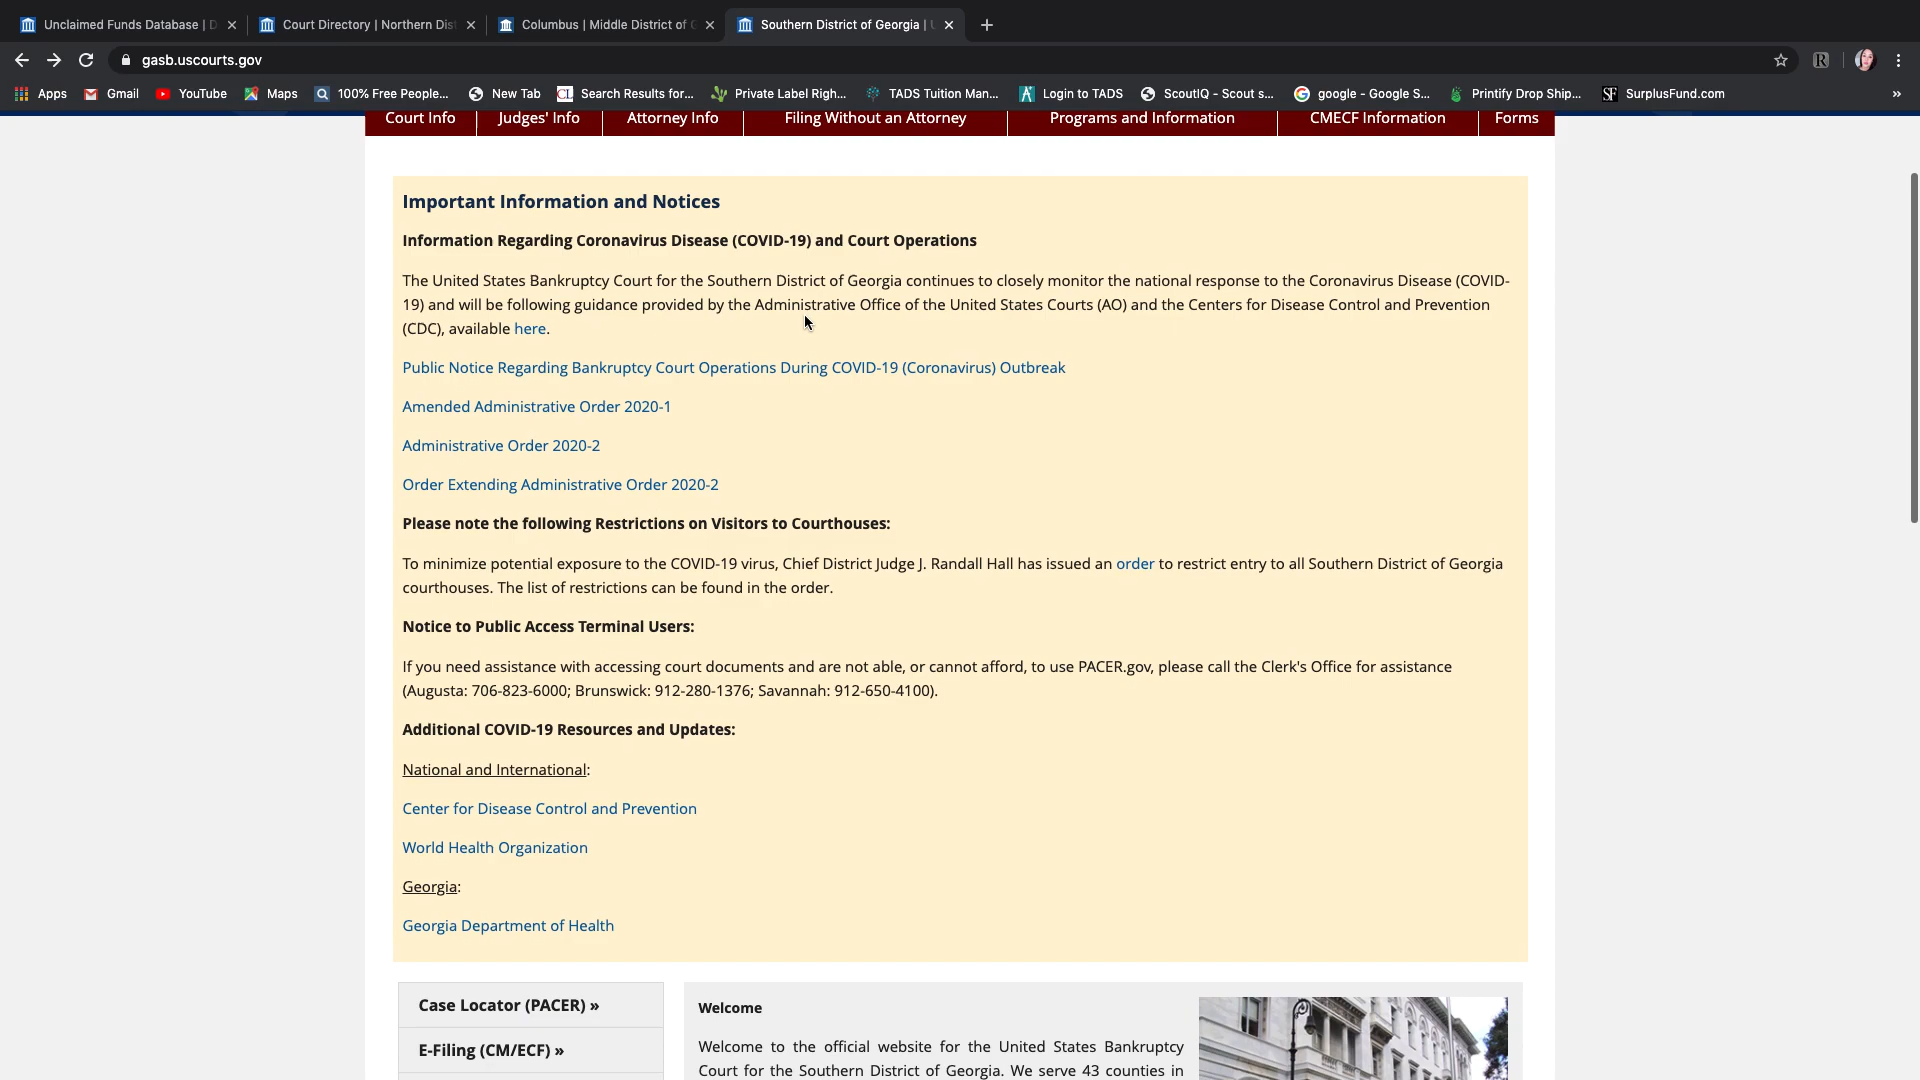 Unclaimed Funds Database | D
Court Directory | Northern Dist
Columbus | Middle District of G
Southern District of Georgia | U
gasb.uscourts.gov
Apps
Gmail
YouTube
Maps
100% Free People...
New Tab
CL Search Results for...
Private Label Righ...
TADS Tuition Man...
Login to TADS
ScoutIQ - Scout s...
google - Google S...
Printify Drop Ship...
SF SurplusFund.com
»
Court Info
Judges' Info
Attorney Info
Filing Without an Attorney
Programs and Information
CMECF Information
Forms
Important Information and Notices
Information Regarding Coronavirus Disease (COVID-19) and Court Operations
The United States Bankruptcy Court for the Southern District of Georgia continues to closely monitor the national response to the Coronavirus Disease (COVID-
19) and will be following guidance provided by the Administrative Office of the United States Courts (AO) and the Centers for Disease Control and Prevention
(CDC), available here.
Public Notice Regarding Bankruptcy Court Operations During COVID-19 (Coronavirus) Outbreak
Amended Administrative Order 2020-1
Administrative Order 2020-2
Order Extending Administrative Order 2020-2
Please note the following Restrictions on Visitors to Courthouses:
To minimize potential exposure to the COVID-19 virus, Chief District Judge J. Randall Hall has issued an order to restrict entry to all Southern District of Georgia
courthouses. The list of restrictions can be found in the order.
Notice to Public Access Terminal Users:
If you need assistance with accessing court documents and are not able, or cannot afford, to use PACER.gov, please call the Clerk's Office for assistance
(Augusta: 706-823-6000; Brunswick: 912-280-1376; Savannah: 912-650-4100).
Additional COVID-19 Resources and Updates:
National and International:
Center for Disease Control and Prevention
World Health Organization
Georgia:
Georgia Department of Health
Case Locator (PACER) »
E-Filing (CM/ECF) »
Welcome
Welcome to the official website for the United States Bankruptcy
Court for the Southern District of Georgia. We serve 43 counties in